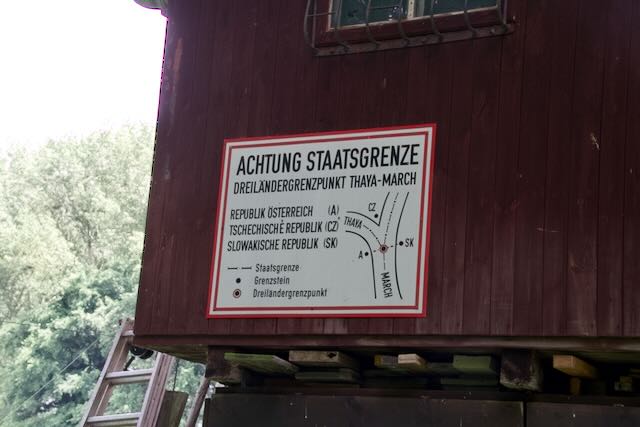 ACHTUNG STAATSGRENZE
DREILÄNDERGRENZPUNKT THAYA-MARCH
REPUBLIK ÖSTERREICH (A)
TSCHECHISCHE REPUBLIK (CZ)
SLOWAKISCHE REPUBLIK (SK)
CZ
THAYA
A
SK
MARCH
Staatsgrenze
Grenzstein
Dreiländergrenzpunkt